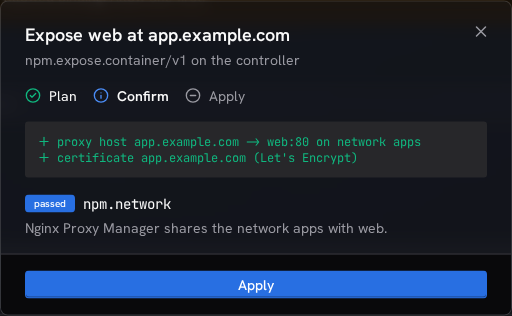 Expose web at app.example.com
npm.expose.container/v1 on the controller
Plan Confirm Apply
+ proxy host app.example.com -> web:80 on network apps
+ certificate app.example.com (Let's Encrypt)
passed npm.network
Nginx Proxy Manager shares the network apps with web.
Apply